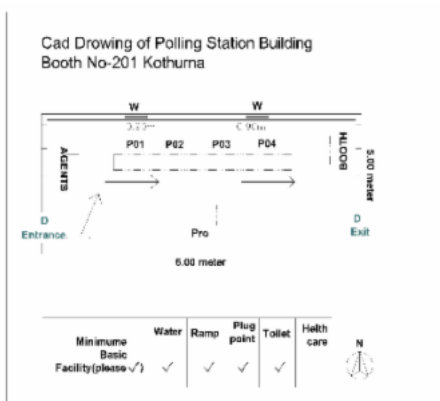 Cad Drowing of Polling Station Building
Booth No-201 Kothurna
W W
P01 P02 P03 P04
AGENTS
BOOTH
5.00 meter
D
Entrance.
D
Exit
Pro
6.00 meter
Minimume
Basic
Facility(please ✓)
Water Ramp Plug point Toilet Helth care
✓ ✓ ✓ ✓
N